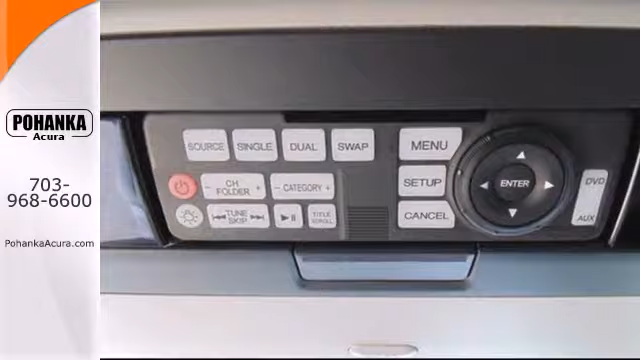 POHANKA
Acura
703-
968-6600
PohankaAcura.com
SOURCE SINGLE DUAL SWAP MENU
- CH FOLDER + - CATEGORY + SETUP ENTER DVD
TUNE SKIP TITLE SCROLL CANCEL AUX